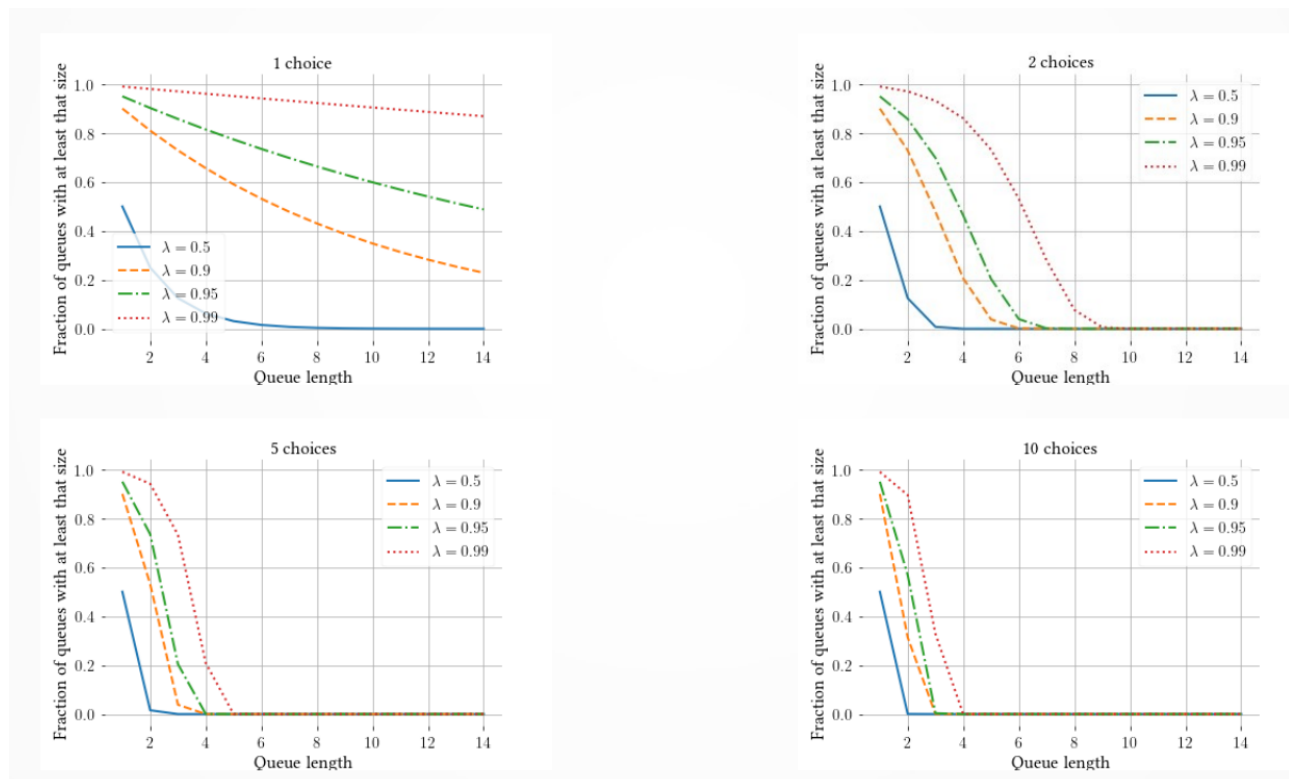 1 choice
Fraction of queues with at least that size
1.0
0.8
0.6
0.4
0.2
0.0
λ = 0.5
λ = 0.9
λ = 0.95
λ = 0.99
2 4 6 8 10 12 14
Queue length
2 choices
Fraction of queues with at least that size
1.0
0.8
0.6
0.4
0.2
0.0
λ = 0.5
λ = 0.9
λ = 0.95
λ = 0.99
2 4 6 8 10 12 14
Queue length
5 choices
Fraction of queues with at least that size
1.0
0.8
0.6
0.4
0.2
0.0
λ = 0.5
λ = 0.9
λ = 0.95
λ = 0.99
2 4 6 8 10 12 14
Queue length
10 choices
Fraction of queues with at least that size
1.0
0.8
0.6
0.4
0.2
0.0
λ = 0.5
λ = 0.9
λ = 0.95
λ = 0.99
2 4 6 8 10 12 14
Queue length